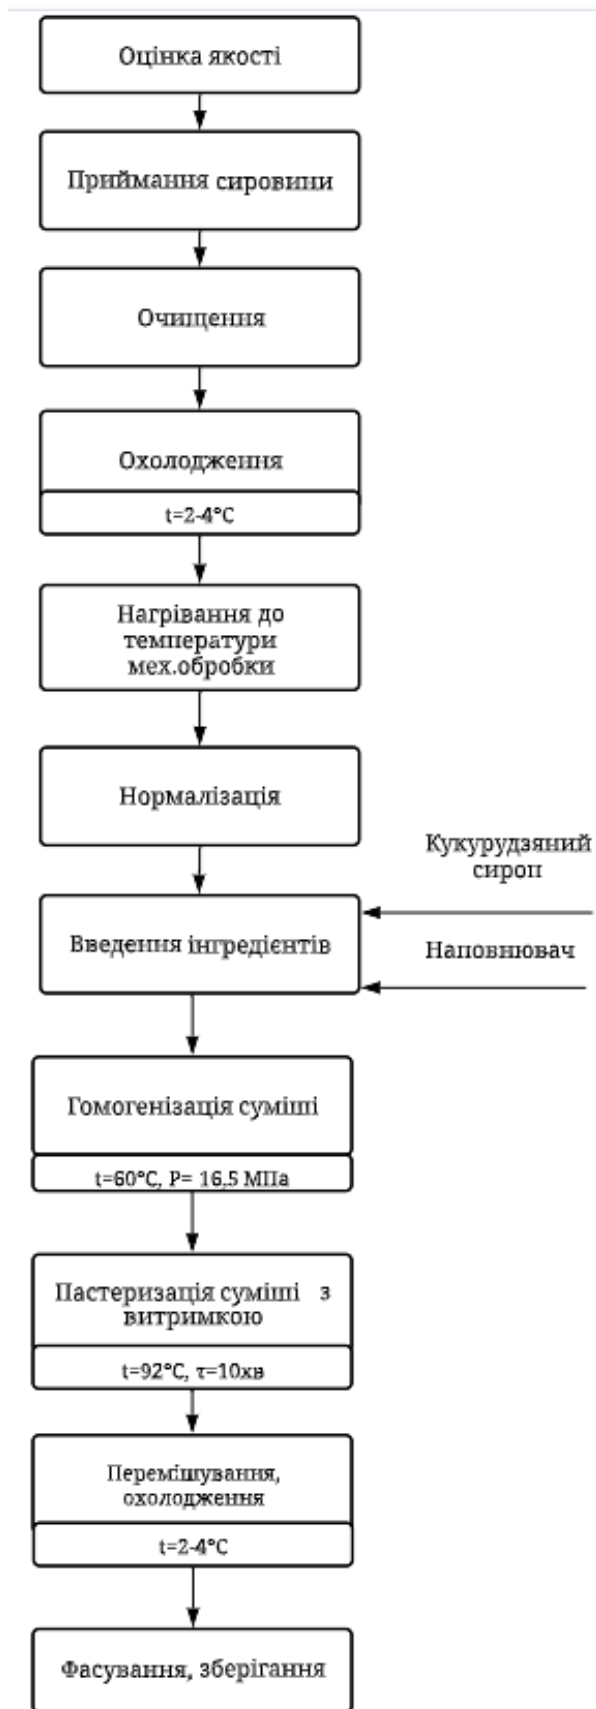 Оцінка якості
Приймання сировини
Очищення
Охолодження
t=2-4°C
Нагрівання до
температури
мех.обробки
Нормалізація
Кукурудзяний
сироп
Введення інгредієнтів
Наповнювач
Гомогенізація суміші
t=60°C, P= 16,5 МПа
Пастеризація суміші з
витримкою
t=92°C, τ=10хв
Перемішування,
охолодження
t=2-4°C
Фасування, зберігання